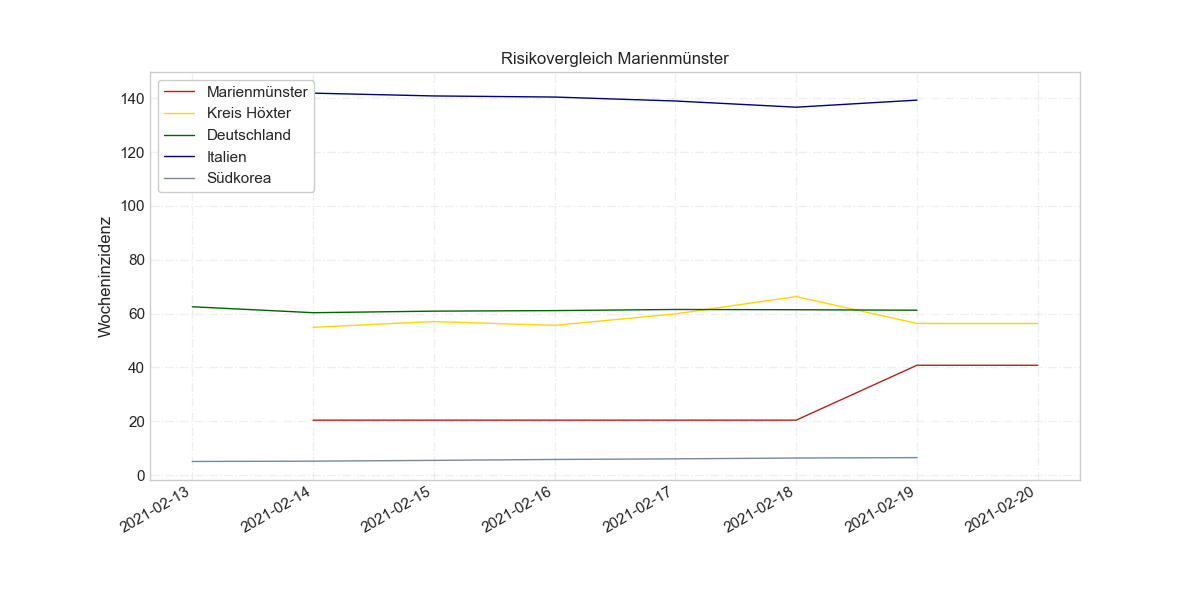 Risikovergleich Marienmünster
Marienmünster
Kreis Höxter
Deutschland
Italien
Südkorea
Wocheninzidenz
140
120
100
80
60
40
20
0
2021-02-13
2021-02-14
2021-02-15
2021-02-16
2021-02-17
2021-02-18
2021-02-19
2021-02-20